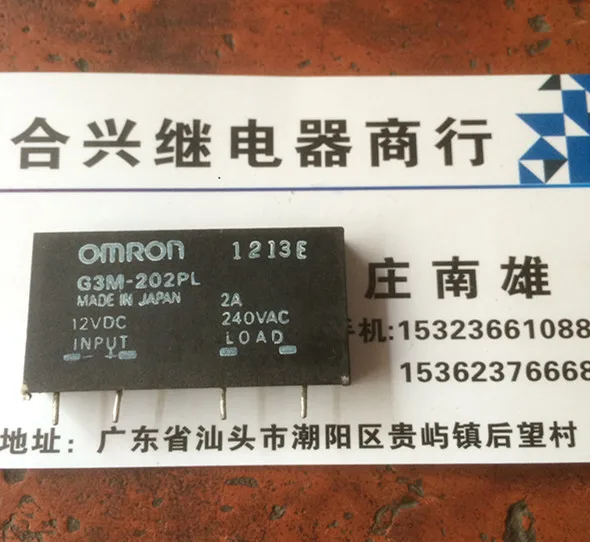 合兴继电器商行
OMRON 1213E
G3M-202PL
MADE IN JAPAN 2A
12VDC 240VAC
INPUT LOAD
- +
庄南雄
手机:15323661088
15362376668
地址：广东省汕头市潮阳区贵屿镇后望村